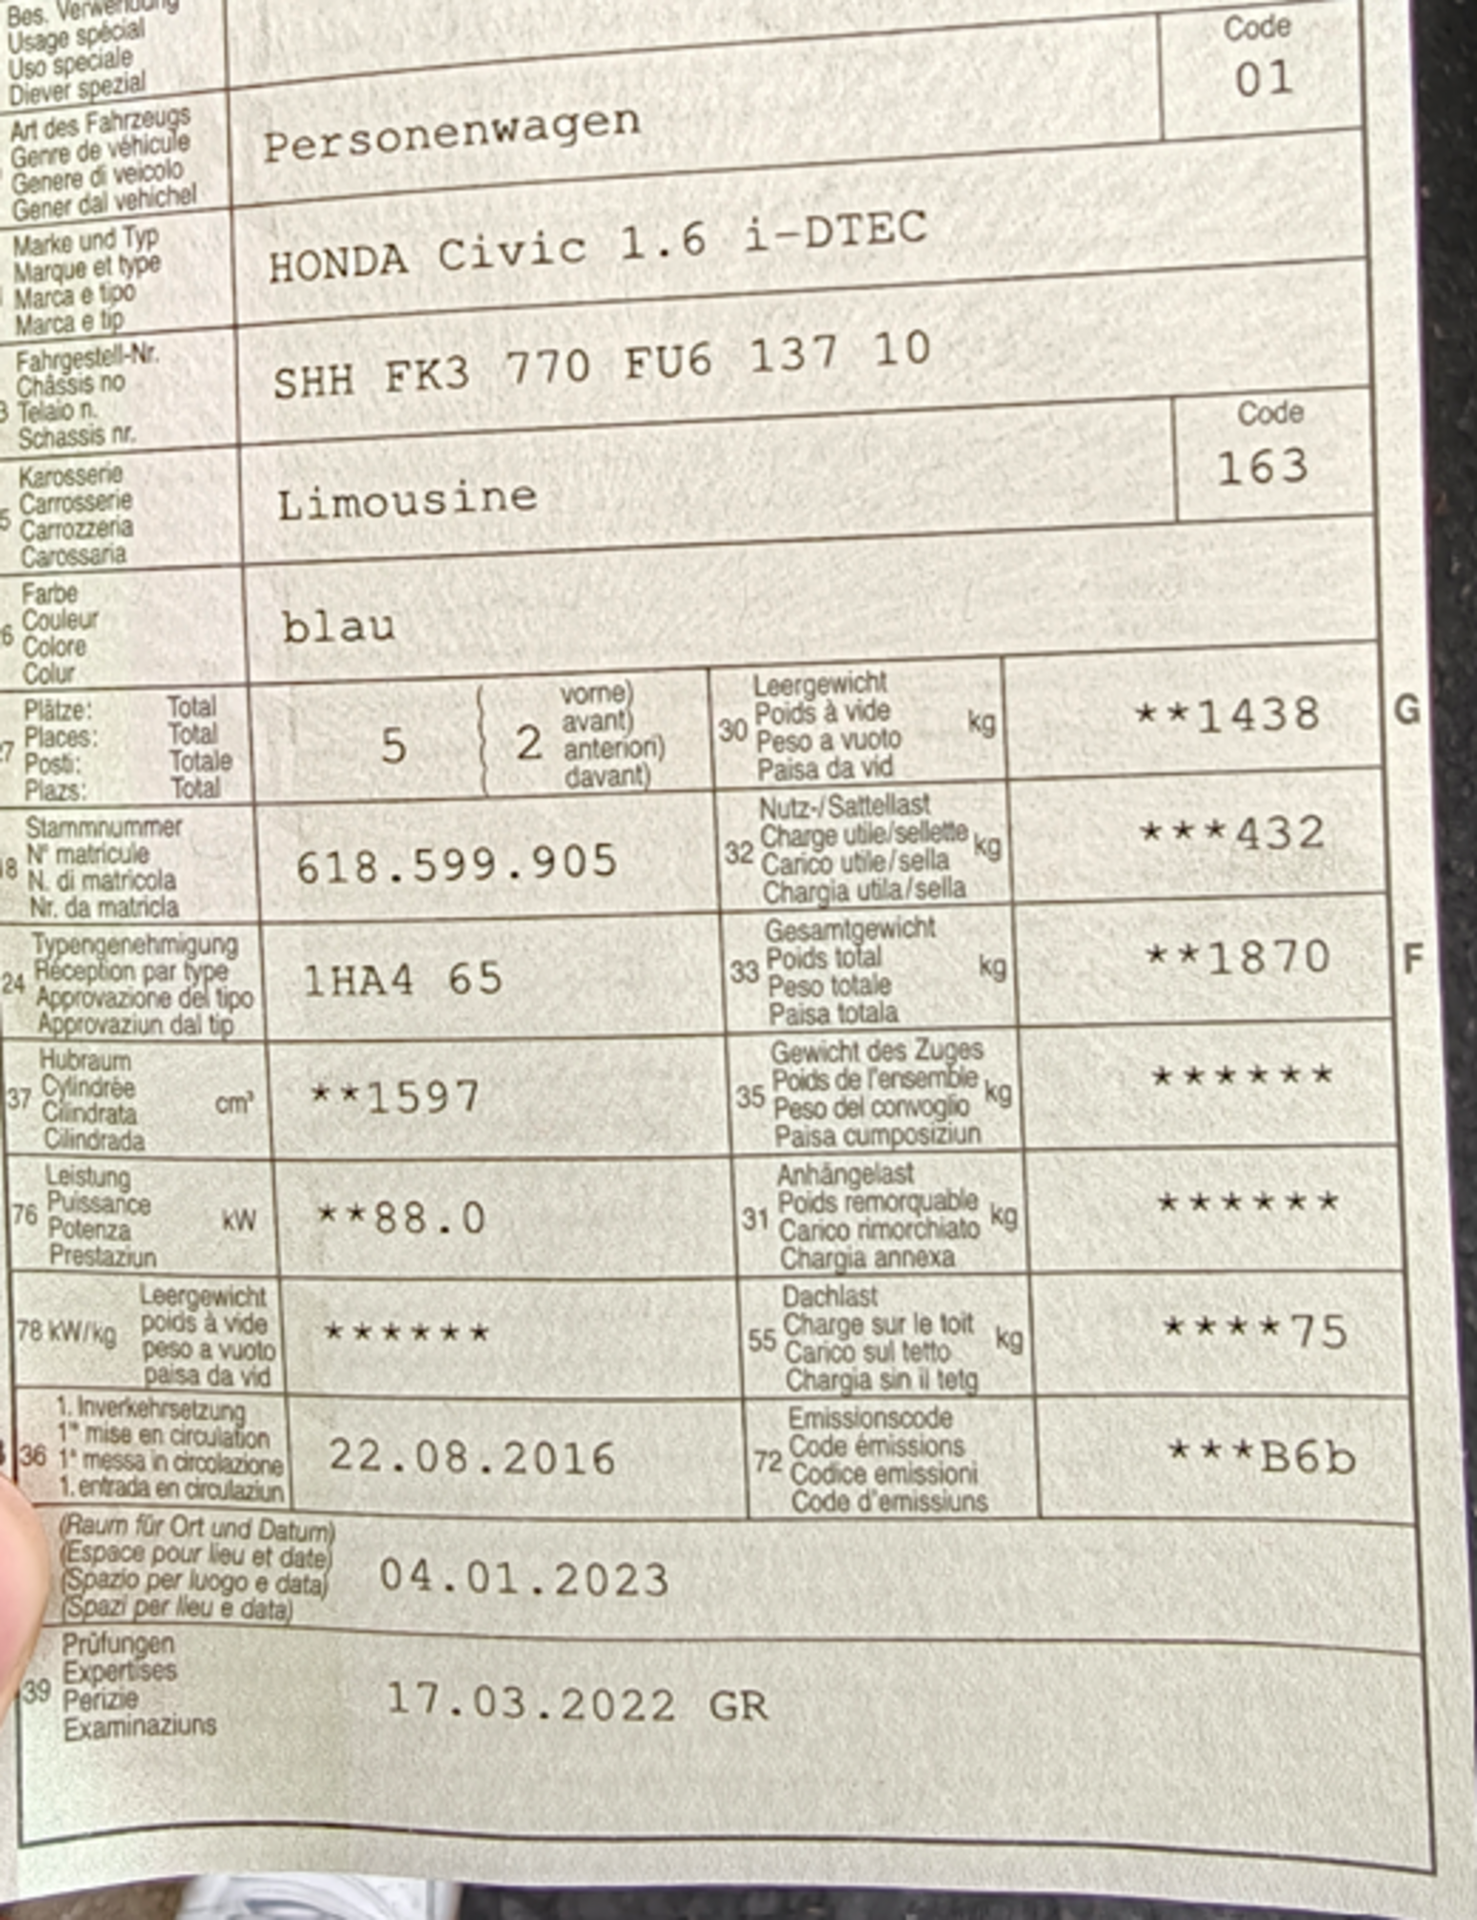 Bes. Verwendung
Usage spécial
Uso speciale
Diever spezial
Art des Fahrzeugs
Genre de véhicule
Genere di veicolo
Gener dal vehichel
Personenwagen
Code
01
Marke und Typ
Marque et type
Marca e tipo
Marca e tip
HONDA Civic 1.6 i-DTEC
Fahrgestell-Nr.
Châssis no
Telaio n.
Schassis nr.
SHH FK3 770 FU6 137 10
Karosserie
Carrosserie
Carrozzeria
Carossaria
Limousine
Code
163
Farbe
Couleur
Colore
Colur
blau
Plätze: Total
Places: Total
Posti: Totale
Plazs: Total
5 ( 2
vorne)
avant)
anteriori)
davant)
30
Leergewicht
Poids à vide
Peso a vuoto
Paisa da vid
kg
**1438
G
Stammnummer
N° matricule
N. di matricola
Nr. da matricla
618.599.905
32
Nutz-/Sattellast
Charge utile/sellette
Carico utile/sella
Chargia utila/sella
kg
***432
24
Typengenehmigung
Réception par type
Approvazione del tipo
Approvaziun dal tip
1HA4 65
33
Gesamtgewicht
Poids total
Peso totale
Paisa totala
kg
**1870
F
37
Hubraum
Cylindrée
Cilindrata
Cilindrada
cm³
**1597
35
Gewicht des Zuges
Poids de l'ensemble
Peso del convoglio
Paisa cumposiziun
kg
******
76
Leistung
Puissance
Potenza
Prestaziun
kW
**88.0
31
Anhängelast
Poids remorquable
Carico rimorchiato
Chargia annexa
kg
******
78 kW/kg
Leergewicht
poids à vide
peso a vuoto
paisa da vid
******
55
Dachlast
Charge sur le toit
Carico sul tetto
Chargia sin il tetg
kg
****75
36
1. Inverkehrsetzung
1re mise en circulation
1a messa in circolazione
1. entrada en circulaziun
22.08.2016
72
Emissionscode
Code émissions
Codice emissioni
Code d'emissiuns
***B6b
(Raum für Ort und Datum)
(Espace pour lieu et date)
(Spazio per luogo e data)
(Spazi per lieu e data)
04.01.2023
39
Prüfungen
Expertises
Perizie
Examinaziuns
17.03.2022 GR